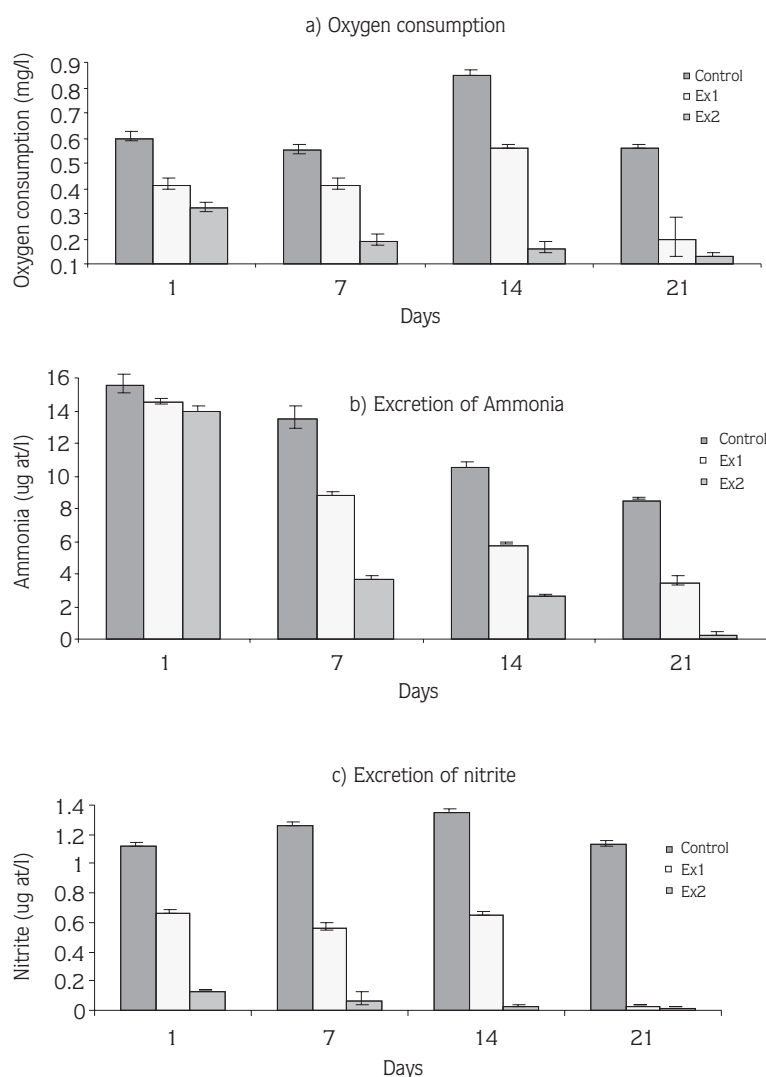 a) Oxygen consumption
Oxygen consumption (mg/l)
0.9
0.8
0.7
0.6
0.5
0.4
0.3
0.2
0.1
Control
Ex1
Ex2
1 7 14 21
Days
b) Excretion of Ammonia
Ammonia (ug at/l)
16
14
12
10
8
6
4
2
0
Control
Ex1
Ex2
1 7 14 21
Days
c) Excretion of nitrite
Nitrite (ug at/l)
1.4
1.2
1
0.8
0.6
0.4
0.2
0
Control
Ex1
Ex2
1 7 14 21
Days